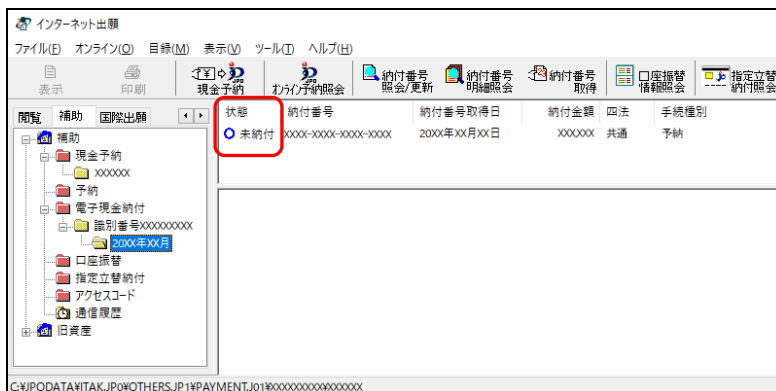 インターネット出願
ファイル(F) オンライン(O) 目録(M) 表示(V) ツール(T) ヘルプ(H)
表示 印刷 現金予納 オンライン予納照会 納付番号照会/更新 納付番号明細照会 納付番号取得 口座振替情報照会 指定立替納付照会
閲覧 補助 国際出願
状態 納付番号 納付番号取得日 納付金額 四法 手続種別
未納付 XXXX-XXXX-XXXX-XXXX 20XX年XX月XX日 XXXXXX 共通 予納
補助
現金予納
XXXXXX
予納
電子現金納付
識別番号XXXXXXXXX
20XX年XX月
口座振替
指定立替納付
アクセスコード
通信履歴
旧資産
C:¥JPODATA¥ITAK.JP0¥OTHERS.JP1¥PAYMENT.J01¥XXXXXXXXX¥XXXXXX